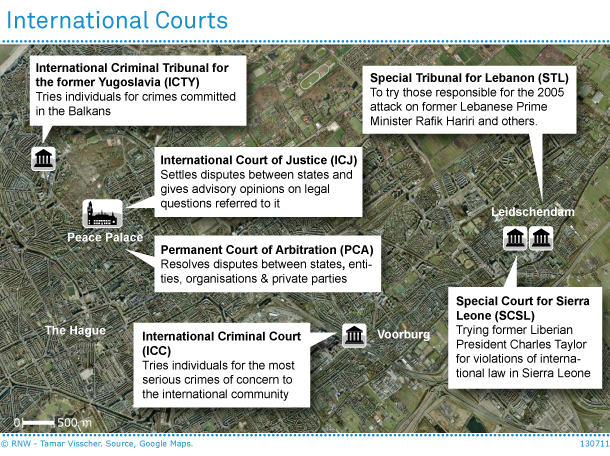 International Courts
International Criminal Tribunal for
the former Yugoslavia (ICTY)
Tries individuals for crimes committed
in the Balkans
Special Tribunal for Lebanon (STL)
To try those responsible for the 2005
attack on former Lebanese Prime
Minister Rafik Hariri and others.
International Court of Justice (ICJ)
Settles disputes between states and
gives advisory opinions on legal
questions referred to it
Leidschendam
Peace Palace
Permanent Court of Arbitration (PCA)
Resolves disputes between states, enti-
ties, organisations & private parties
Special Court for Sierra
Leone (SCSL)
Trying former Liberian
President Charles Taylor
for violations of interna-
tional law in Sierra Leone
The Hague
International Criminal Court
(ICC)
Tries individuals for the most
serious crimes of concern to
the international community
Voorburg
0 500 m
© RNW - Tamar Visscher. Source, Google Maps.
130711